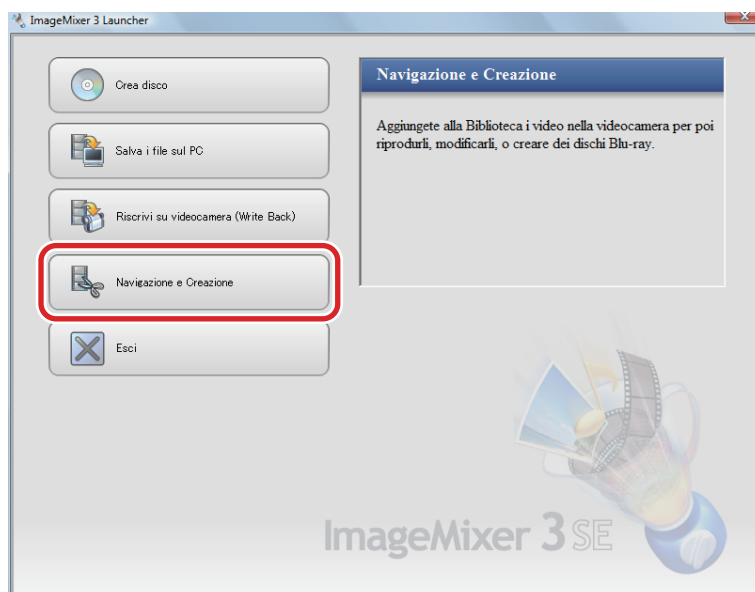 ImageMixer 3 Launcher
Crea disco
Salva i file sul PC
Riscrivi su videocamera (Write Back)
Navigazione e Creazione
Esci
Navigazione e Creazione
Aggiungete alla Biblioteca i video nella videocamera per poi
riprodurli, modificarli, o creare dei dischi Blu-ray.
ImageMixer 3 SE